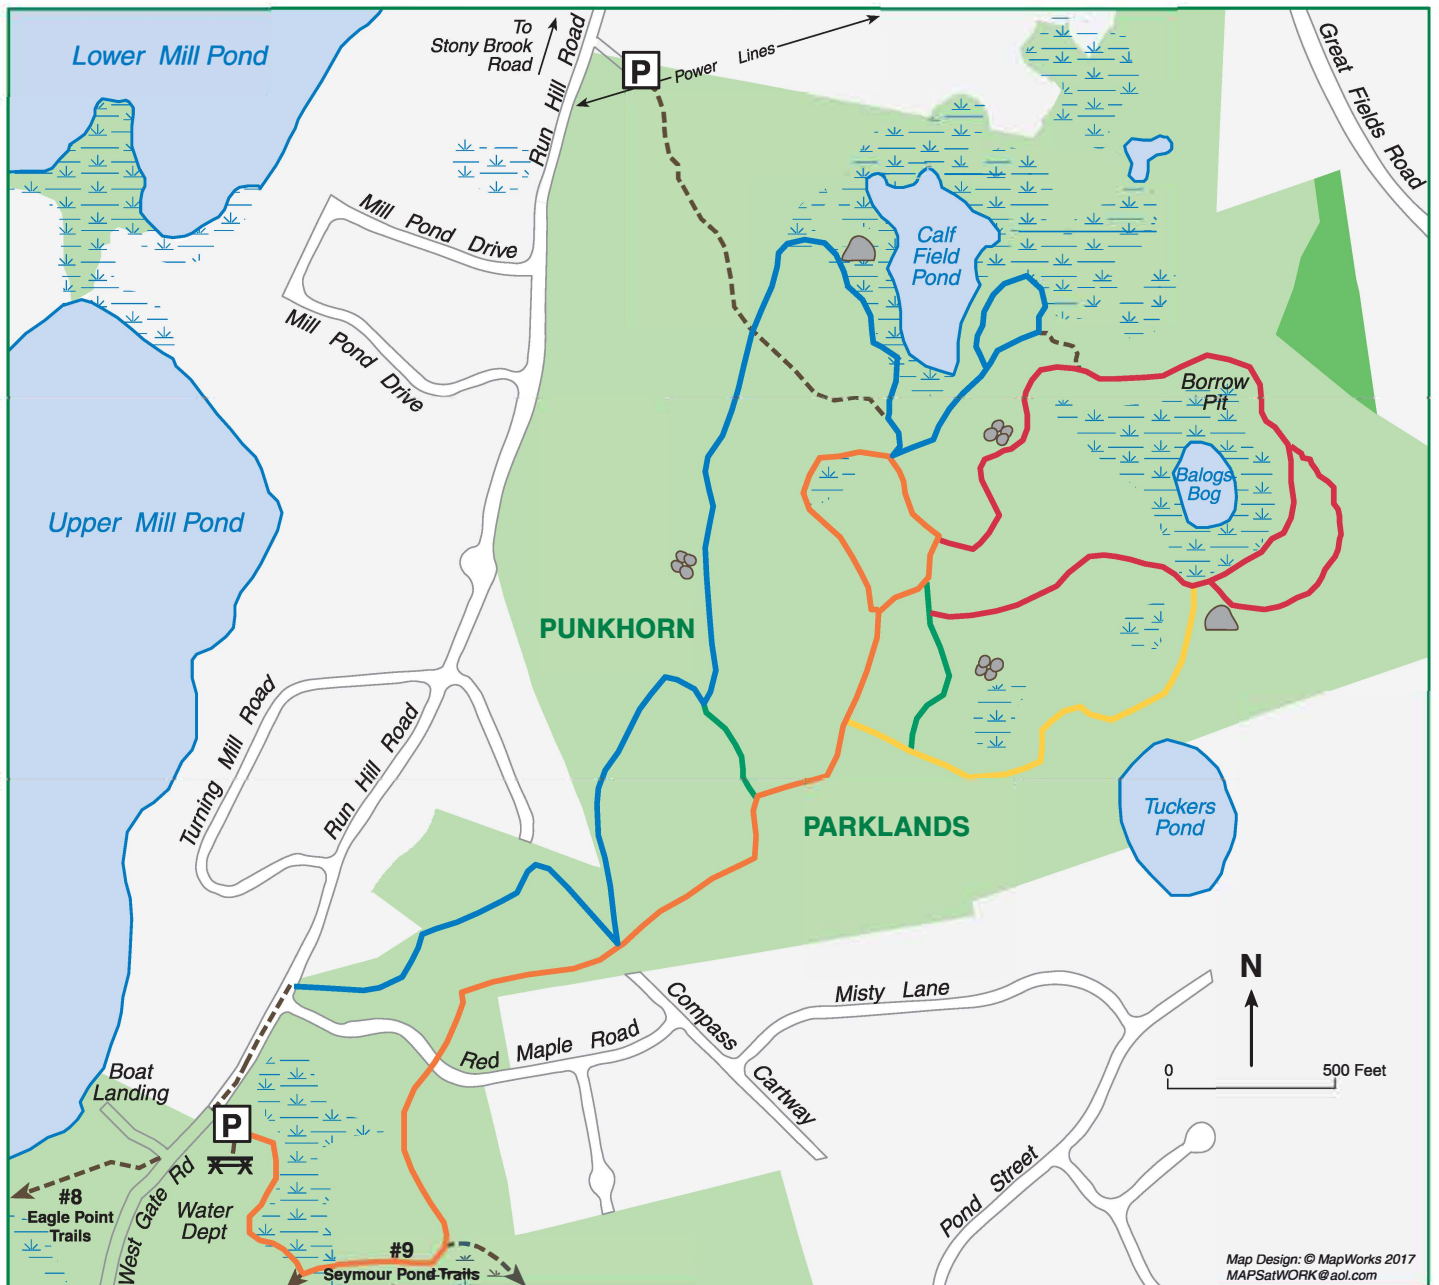 Lower Mill Pond
To
Stony Brook
Road
Run Hill Road
P
Power Lines
Great Fields Road
Mill Pond Drive
Mill Pond Drive
Calf
Field
Pond
Borrow
Pit
Balogs
Bog
Upper Mill Pond
PUNKHORN
PARKLANDS
Turning Mill Road
Run Hill Road
Tuckers
Pond
N
0 500 Feet
Misty Lane
Compass Cartway
Red Maple Road
Boat
Landing
P
#8
Eagle Point
Trails
West Gate Rd
Water
Dept
#9
Seymour Pond Trails
Pond Street
Map Design: © MapWorks 2017
MAPSatWORK@aol.com